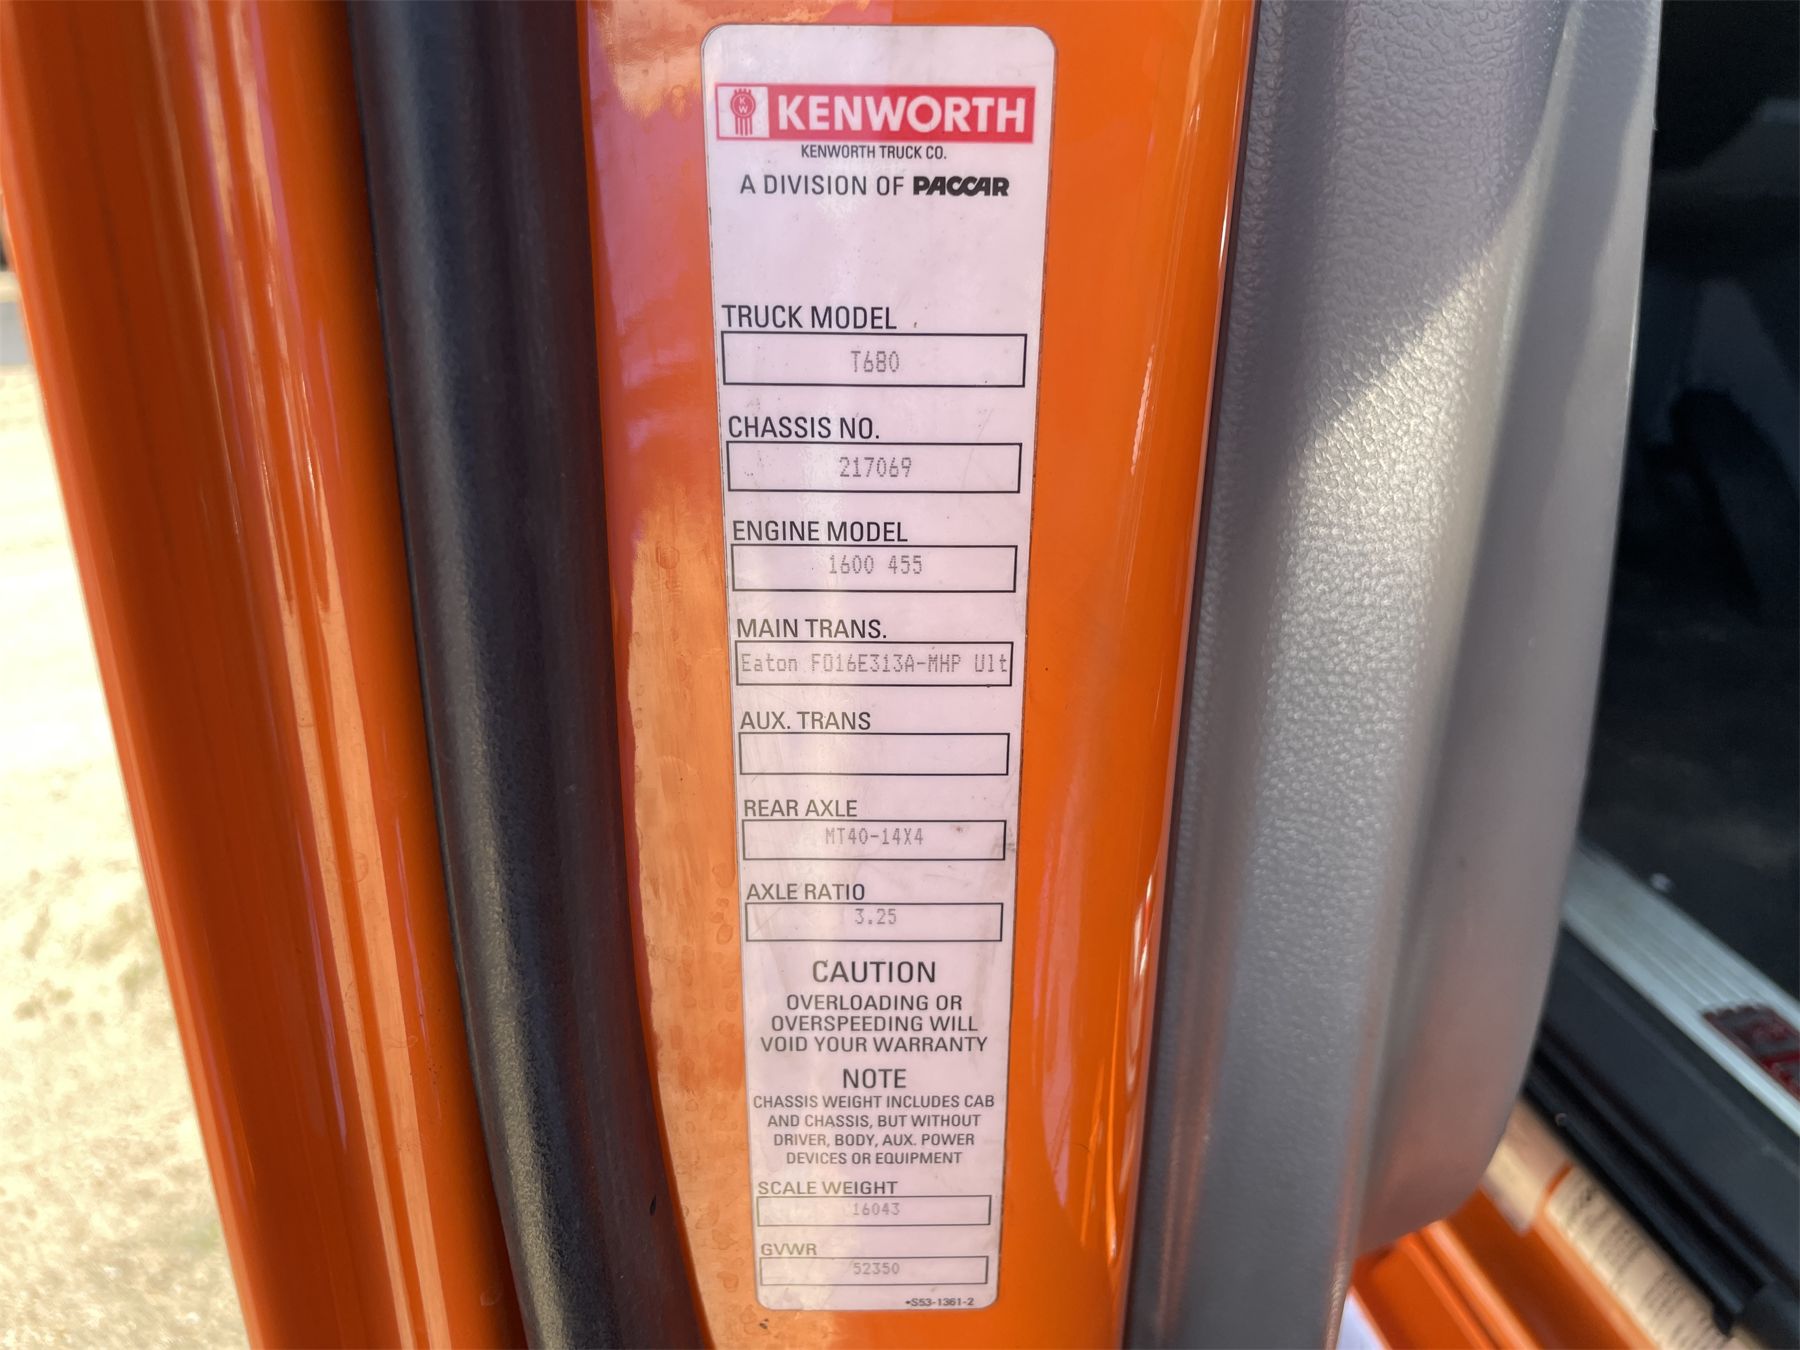 KW KENWORTH
KENWORTH TRUCK CO.
A DIVISION OF PACCAR
TRUCK MODEL
T680
CHASSIS NO.
217069
ENGINE MODEL
1600 455
MAIN TRANS.
Eaton FO16E313A-MHP Ult
AUX. TRANS
REAR AXLE
MT40-14X4
AXLE RATIO
3.25
CAUTION
OVERLOADING OR
OVERSPEEDING WILL
VOID YOUR WARRANTY
NOTE
CHASSIS WEIGHT INCLUDES CAB
AND CHASSIS, BUT WITHOUT
DRIVER, BODY, AUX. POWER
DEVICES OR EQUIPMENT
SCALE WEIGHT
16043
GVWR
52350
•S53-1361-2